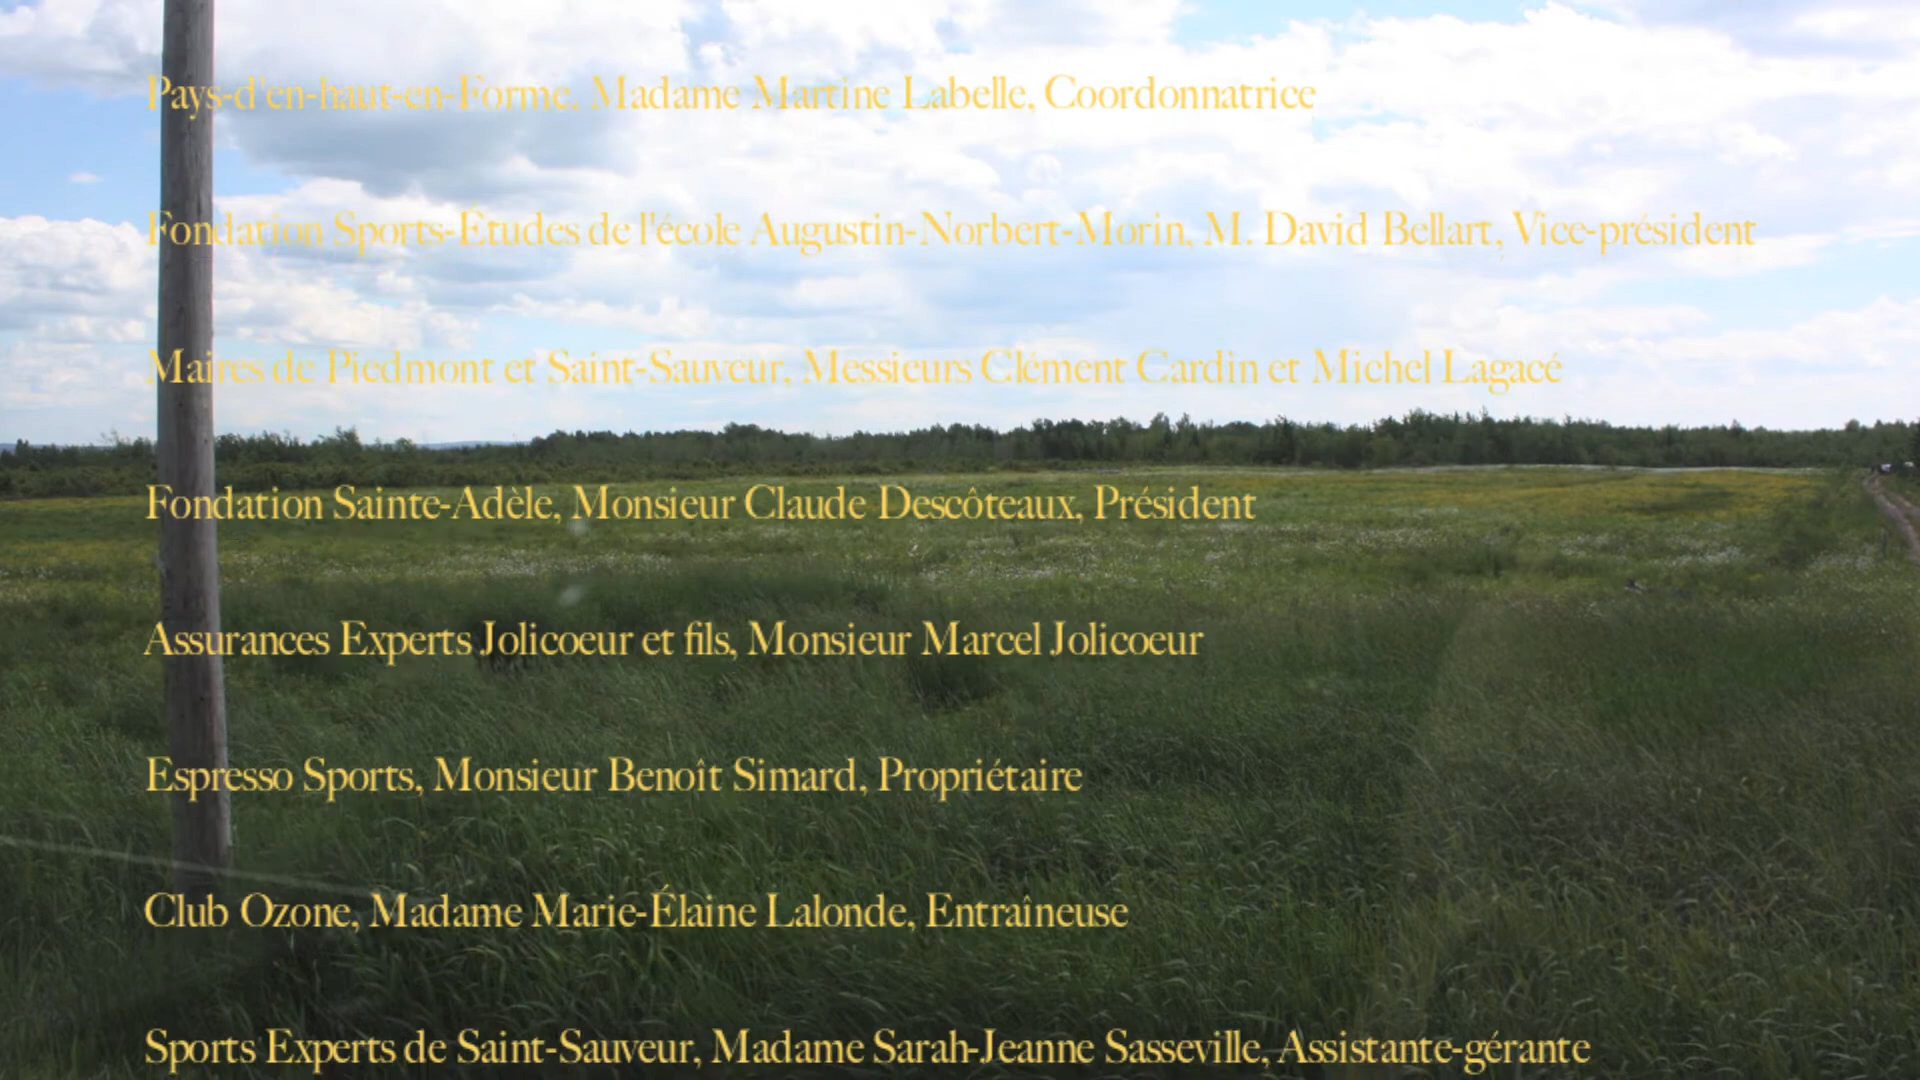 Pays-d'en-haut-en-Forme, Madame Martine Labelle, Coordonnatrice
Fondation Sports-Études de l'école Augustin-Norbert-Morin, M. David Bellart, Vice-président
Maires de Piedmont et Saint-Sauveur, Messieurs Clément Cardin et Michel Lagacé
Fondation Sainte-Adèle, Monsieur Claude Descôteaux, Président
Assurances Experts Jolicoeur et fils, Monsieur Marcel Jolicoeur
Espresso Sports, Monsieur Benoît Simard, Propriétaire
Club Ozone, Madame Marie-Élaine Lalonde, Entraîneuse
Sports Experts de Saint-Sauveur, Madame Sarah-Jeanne Sasseville, Assistante-gérante